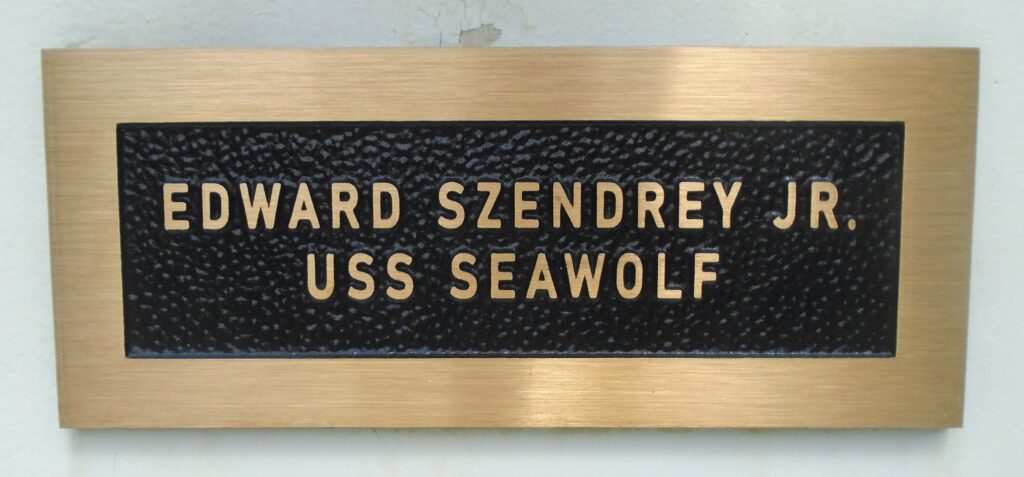 EDWARD SZENDREY JR.
USS SEAWOLF